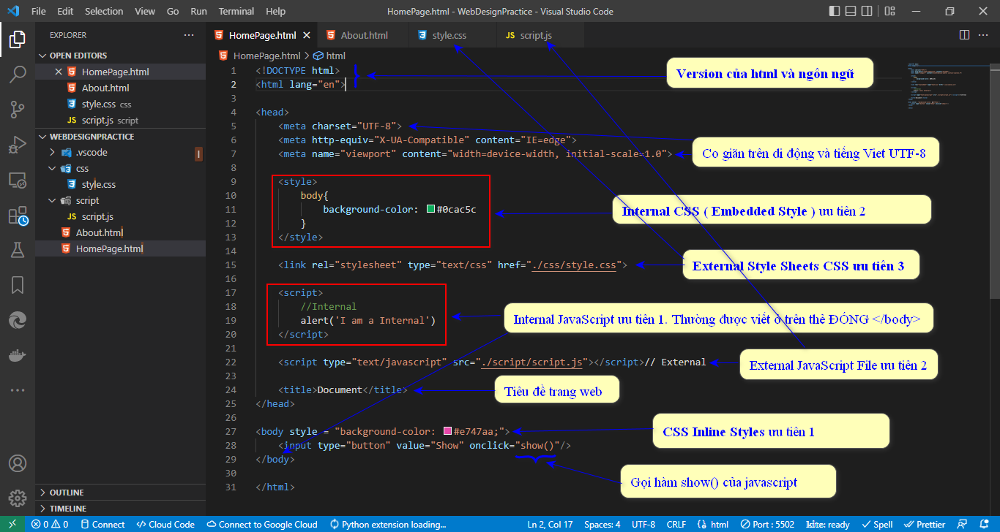 File Edit Selection View Go Run Terminal Help HomePage.html - WebDesignPractice - Visual Studio Code
EXPLORER
OPEN EDITORS
HomePage.html
About.html
style.css css
script.js script
WEBDESIGNPRACTICE
.vscode
css
style.css
script
script.js
About.html
HomePage.html
OUTLINE
TIMELINE
HomePage.html About.html style.css JS script.js
HomePage.html > html
1 <!DOCTYPE html>
2 <html lang="en">
3
4 <head>
5 <meta charset="UTF-8">
6 <meta http-equiv="X-UA-Compatible" content="IE=edge">
7 <meta name="viewport" content="width=device-width, initial-scale=1.0">
8
9 <style>
10 body{
11 background-color: #0cac5c
12 }
13 </style>
14
15 <link rel="stylesheet" type="text/css" href="./css/style.css">
16
17 <script>
18 //Internal
19 alert('I am a Internal')
20 </script>
21
22 <script type="text/javascript" src="./script/script.js"></script>// External
23
24 <title>Document</title>
25 </head>
26
27 <body style = "background-color: #e747aa;">
28 <input type="button" value="Show" onclick="show()"/>
29 </body>
30
31 </html>
Version của html và ngôn ngữ
Co giãn trên di động và tiếng Viet UTF-8
Internal CSS ( Embedded Style ) ưu tiên 2
External Style Sheets CSS ưu tiên 3
Internal JavaScript ưu tiên 1. Thường được viết ở trên thẻ ĐÓNG </body>
External JavaScript File ưu tiên 2
Tiêu đề trang web
CSS Inline Styles ưu tiên 1
Gọi hàm show() của javascript
0 0 Connect Cloud Code Connect to Google Cloud Python extension loading... Ln 2, Col 17 Spaces: 4 UTF-8 CRLF html Port : 5502 kite: ready Spell Prettier